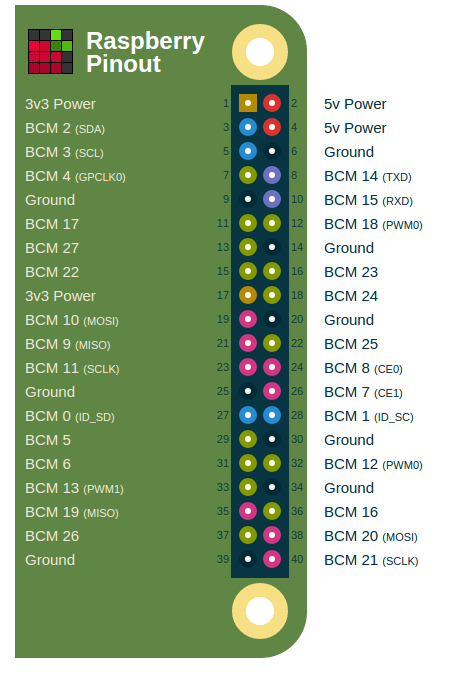 Raspberry
Pinout
3v3 Power 1 2 5v Power
BCM 2 (SDA) 3 4 5v Power
BCM 3 (SCL) 5 6 Ground
BCM 4 (GPCLK0) 7 8 BCM 14 (TXD)
Ground 9 10 BCM 15 (RXD)
BCM 17 11 12 BCM 18 (PWM0)
BCM 27 13 14 Ground
BCM 22 15 16 BCM 23
3v3 Power 17 18 BCM 24
BCM 10 (MOSI) 19 20 Ground
BCM 9 (MISO) 21 22 BCM 25
BCM 11 (SCLK) 23 24 BCM 8 (CE0)
Ground 25 26 BCM 7 (CE1)
BCM 0 (ID_SD) 27 28 BCM 1 (ID_SC)
BCM 5 29 30 Ground
BCM 6 31 32 BCM 12 (PWM0)
BCM 13 (PWM1) 33 34 Ground
BCM 19 (MISO) 35 36 BCM 16
BCM 26 37 38 BCM 20 (MOSI)
Ground 39 40 BCM 21 (SCLK)